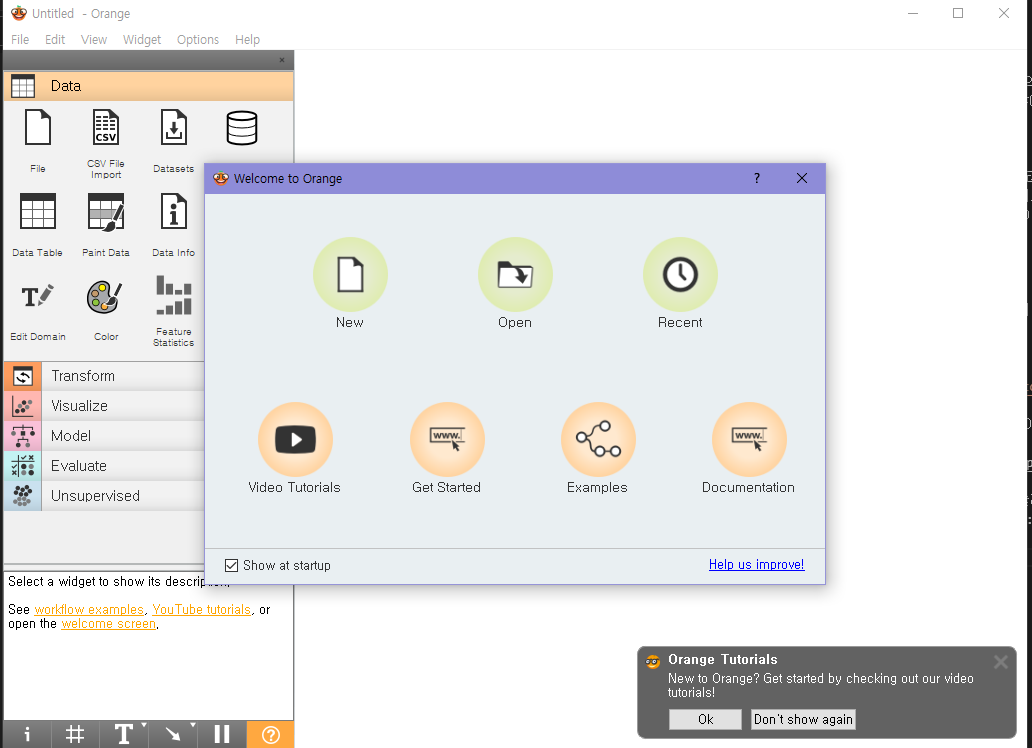 Untitled - Orange
File Edit View Widget Options Help
Data
CSV
File
CSV File
Import
Datasets
Data Table
Paint Data
Data Info
Edit Domain
Color
Feature
Statistics
Transform
Visualize
Model
Evaluate
Unsupervised
Select a widget to show its description.
See workflow examples, YouTube tutorials, or
open the welcome screen.
Welcome to Orange
New
Open
Recent
www.
www.
Video Tutorials
Get Started
Examples
Documentation
Show at startup
Help us improve!
Orange Tutorials
New to Orange? Get started by checking out our video
tutorials!
Ok
Don't show again